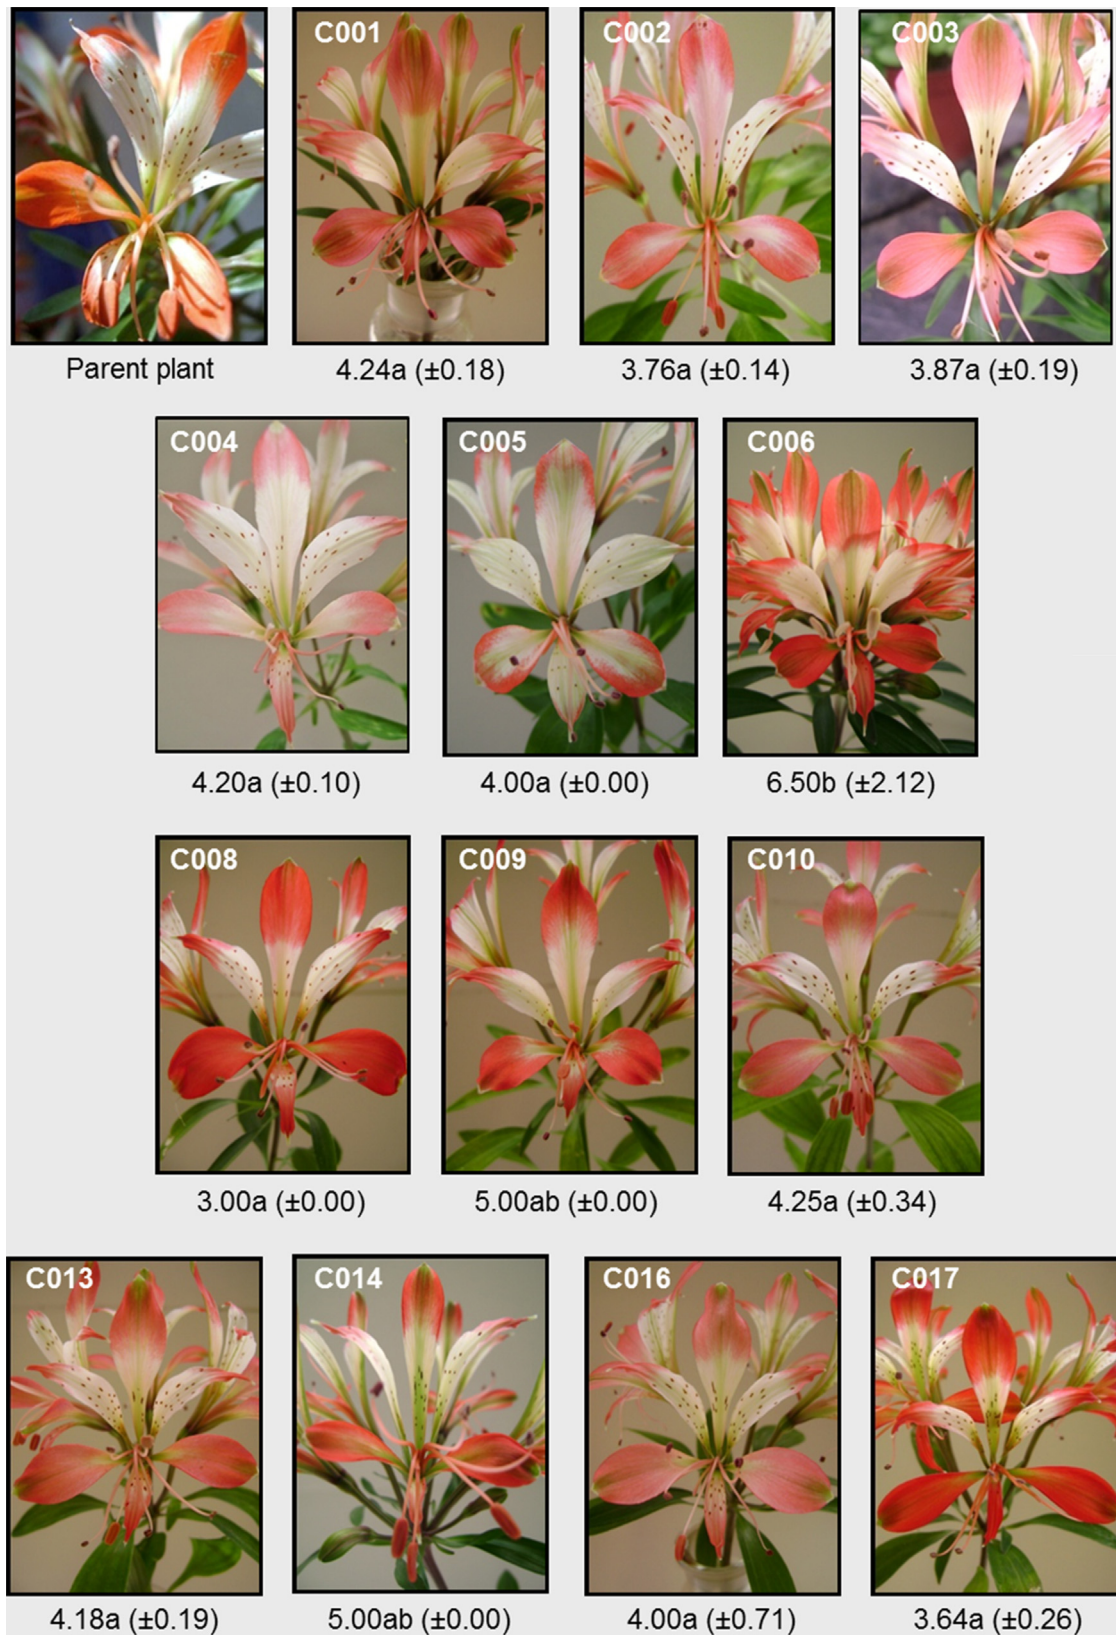 C001 C002 C003
Parent plant 4.24a (±0.18) 3.76a (±0.14) 3.87a (±0.19)
C004 C005 C006
4.20a (±0.10) 4.00a (±0.00) 6.50b (±2.12)
C008 C009 C010
3.00a (±0.00) 5.00ab (±0.00) 4.25a (±0.34)
C013 C014 C016 C017
4.18a (±0.19) 5.00ab (±0.00) 4.00a (±0.71) 3.64a (±0.26)